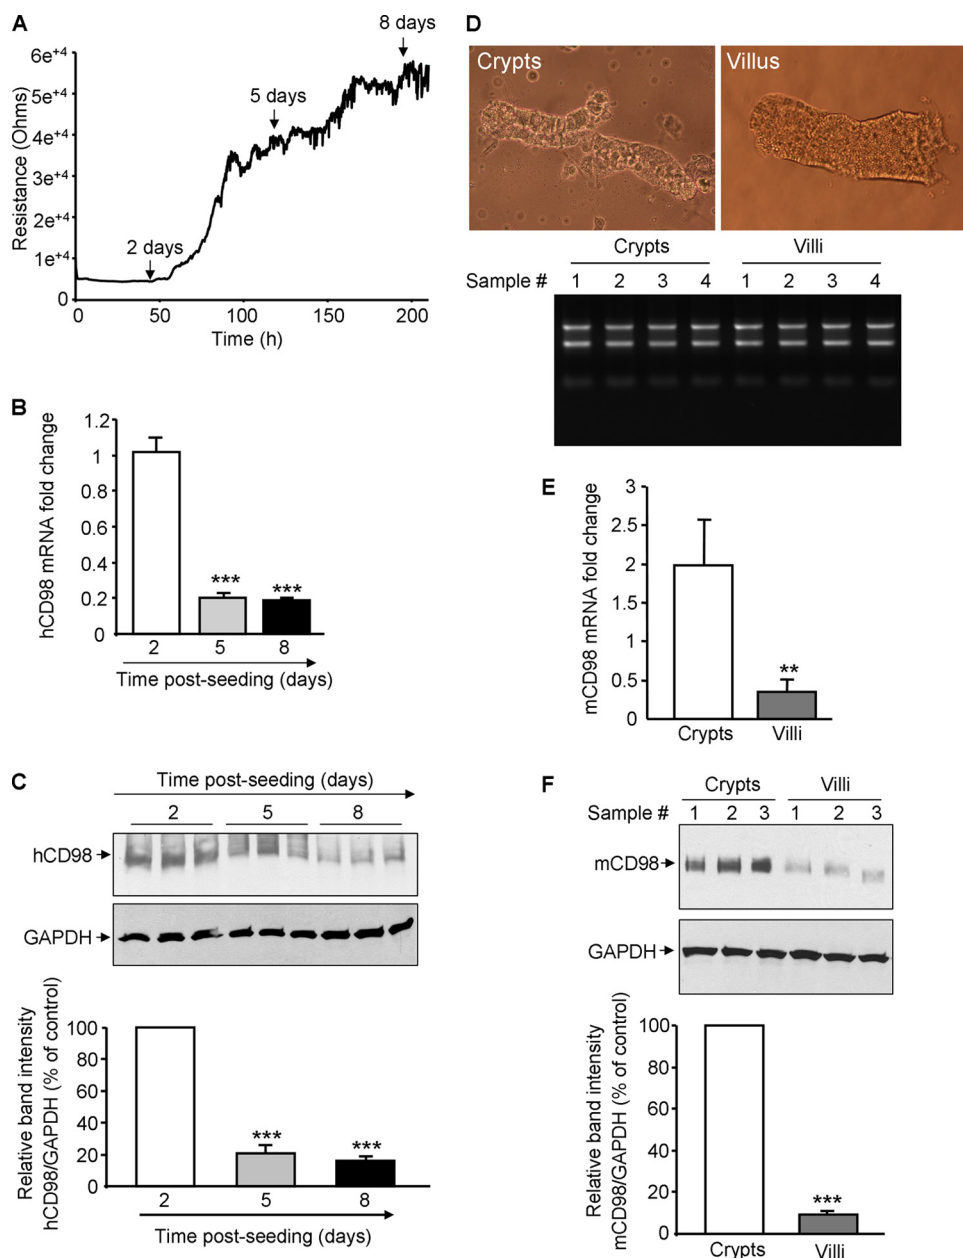 A
8 days
6e+4
5e+4
4e+4
3e+4
2e+4
1e+4
0
Resistance (Ohms)
5 days
2 days
0 50 100 150 200
Time (h)
B
hCD98 mRNA fold change
1.2
1
0.8
0.6
0.4
0.2
0
*** ***
2 5 8
Time post-seeding (days)
C
Time post-seeding (days)
2 5 8
hCD98
GAPDH
Relative band intensity
hCD98/GAPDH (% of control)
100
80
60
40
20
0
*** ***
2 5 8
Time post-seeding (days)
D
Crypts Villus
Crypts Villi
Sample # 1 2 3 4 1 2 3 4
E
mCD98 mRNA fold change
3
2.5
2
1.5
1
0.5
0
**
Crypts Villi
F
Crypts Villi
Sample # 1 2 3 1 2 3
mCD98
GAPDH
Relative band intensity
mCD98/GAPDH (% of control)
100
80
60
40
20
0
***
Crypts Villi